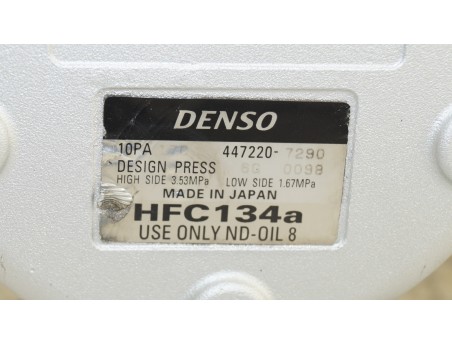 DENSO
10PA 447220-7290
DESIGN PRESS 0099
HIGH SIDE 3.53MPa LOW SIDE 1.67MPa
MADE IN JAPAN
HFC134a
USE ONLY ND-OIL 8